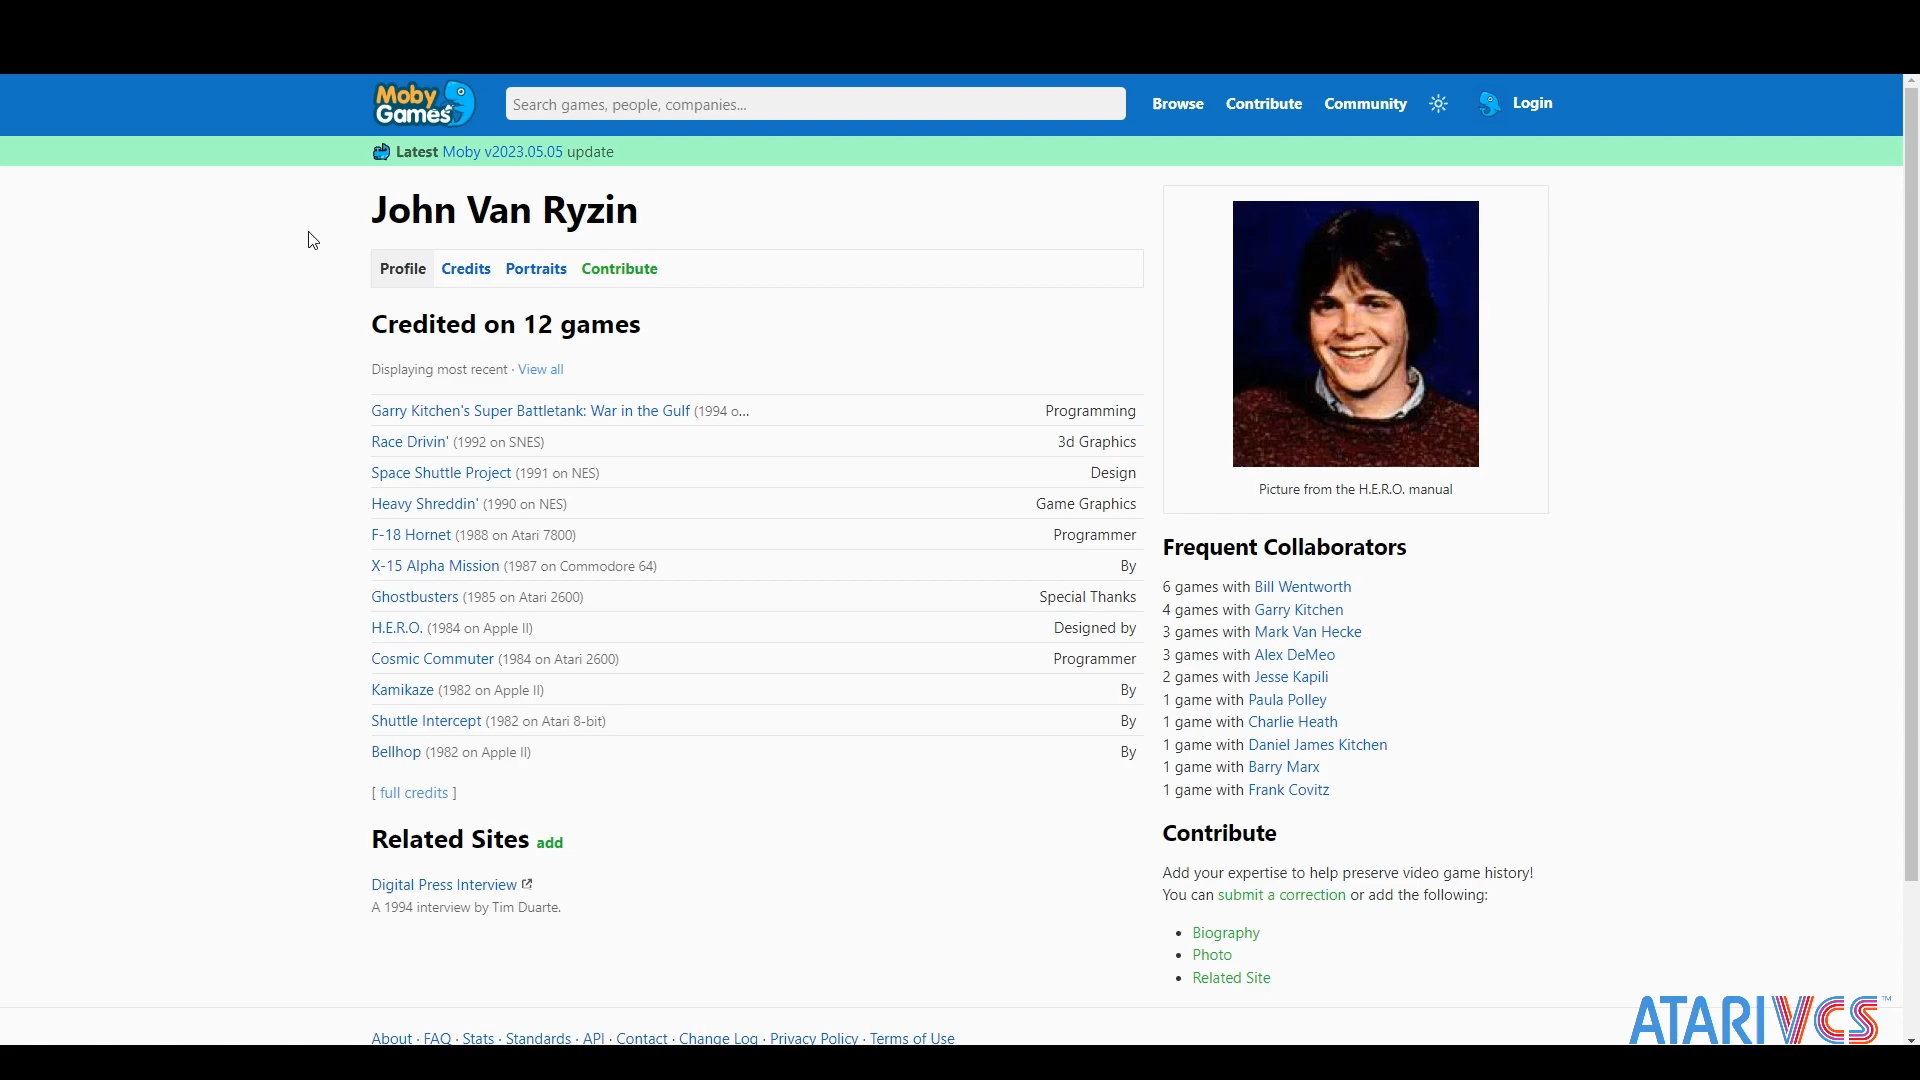 Moby Games
Search games, people, companies...
Browse Contribute Community Login
Latest Moby v2023.05.05 update
John Van Ryzin
Profile Credits Portraits Contribute
Credited on 12 games
Displaying most recent · View all
Garry Kitchen's Super Battletank: War in the Gulf (1994 o... Programming
Race Drivin' (1992 on SNES) 3d Graphics
Space Shuttle Project (1991 on NES) Design
Heavy Shreddin' (1990 on NES) Game Graphics
F-18 Hornet (1988 on Atari 7800) Programmer
X-15 Alpha Mission (1987 on Commodore 64) By
Ghostbusters (1985 on Atari 2600) Special Thanks
H.E.R.O. (1984 on Apple II) Designed by
Cosmic Commuter (1984 on Atari 2600) Programmer
Kamikaze (1982 on Apple II) By
Shuttle Intercept (1982 on Atari 8-bit) By
Bellhop (1982 on Apple II) By
[ full credits ]
Related Sites add
Digital Press Interview
A 1994 interview by Tim Duarte.
Picture from the H.E.R.O. manual
Frequent Collaborators
6 games with Bill Wentworth
4 games with Garry Kitchen
3 games with Mark Van Hecke
3 games with Alex DeMeo
2 games with Jesse Kapili
1 game with Paula Polley
1 game with Charlie Heath
1 game with Daniel James Kitchen
1 game with Barry Marx
1 game with Frank Covitz
Contribute
Add your expertise to help preserve video game history!
You can submit a correction or add the following:
• Biography
• Photo
• Related Site
About · FAQ · Stats · Standards · API · Contact · Change Log · Privacy Policy · Terms of Use
ATARI VCS™